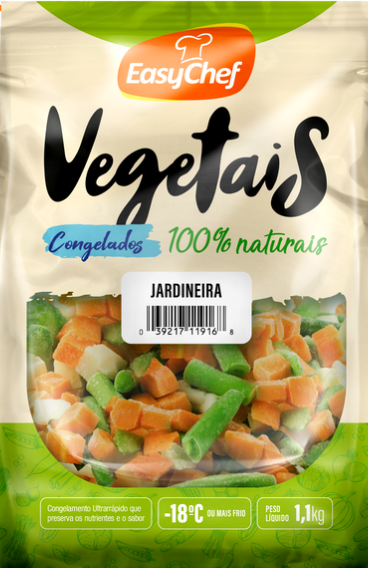 EasyChef
Vegetais
Congelados 100% naturais
JARDINEIRA
0 39217 11916 8
Congelamento Ultrarrápido que
preserva os nutrientes e o sabor
-18ºC OU MAIS FRIO
PESO
LÍQUIDO 1,1kg